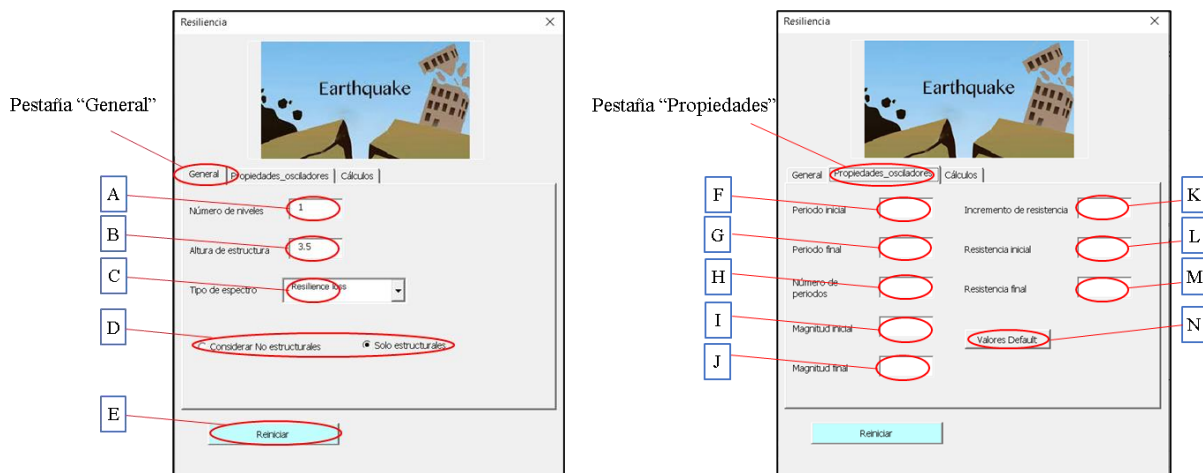 Resiliencia
Earthquake
Pestaña “General”
General
Propiedades_osciladores
Cálculos
A
Número de niveles
1
B
Altura de estructura
3.5
C
Tipo de espectro
Resilience loss
D
Considerar No estructurales
Solo estructurales
E
Reiniciar
Resiliencia
Earthquake
Pestaña “Propiedades”
General
Propiedades_osciladores
Cálculos
F
Periodo inicial
Incremento de resistencia
K
G
Periodo final
Resistencia inicial
L
H
Número de
periodos
Resistencia final
M
I
Magnitud inicial
Valores Default
N
J
Magnitud final
Reiniciar